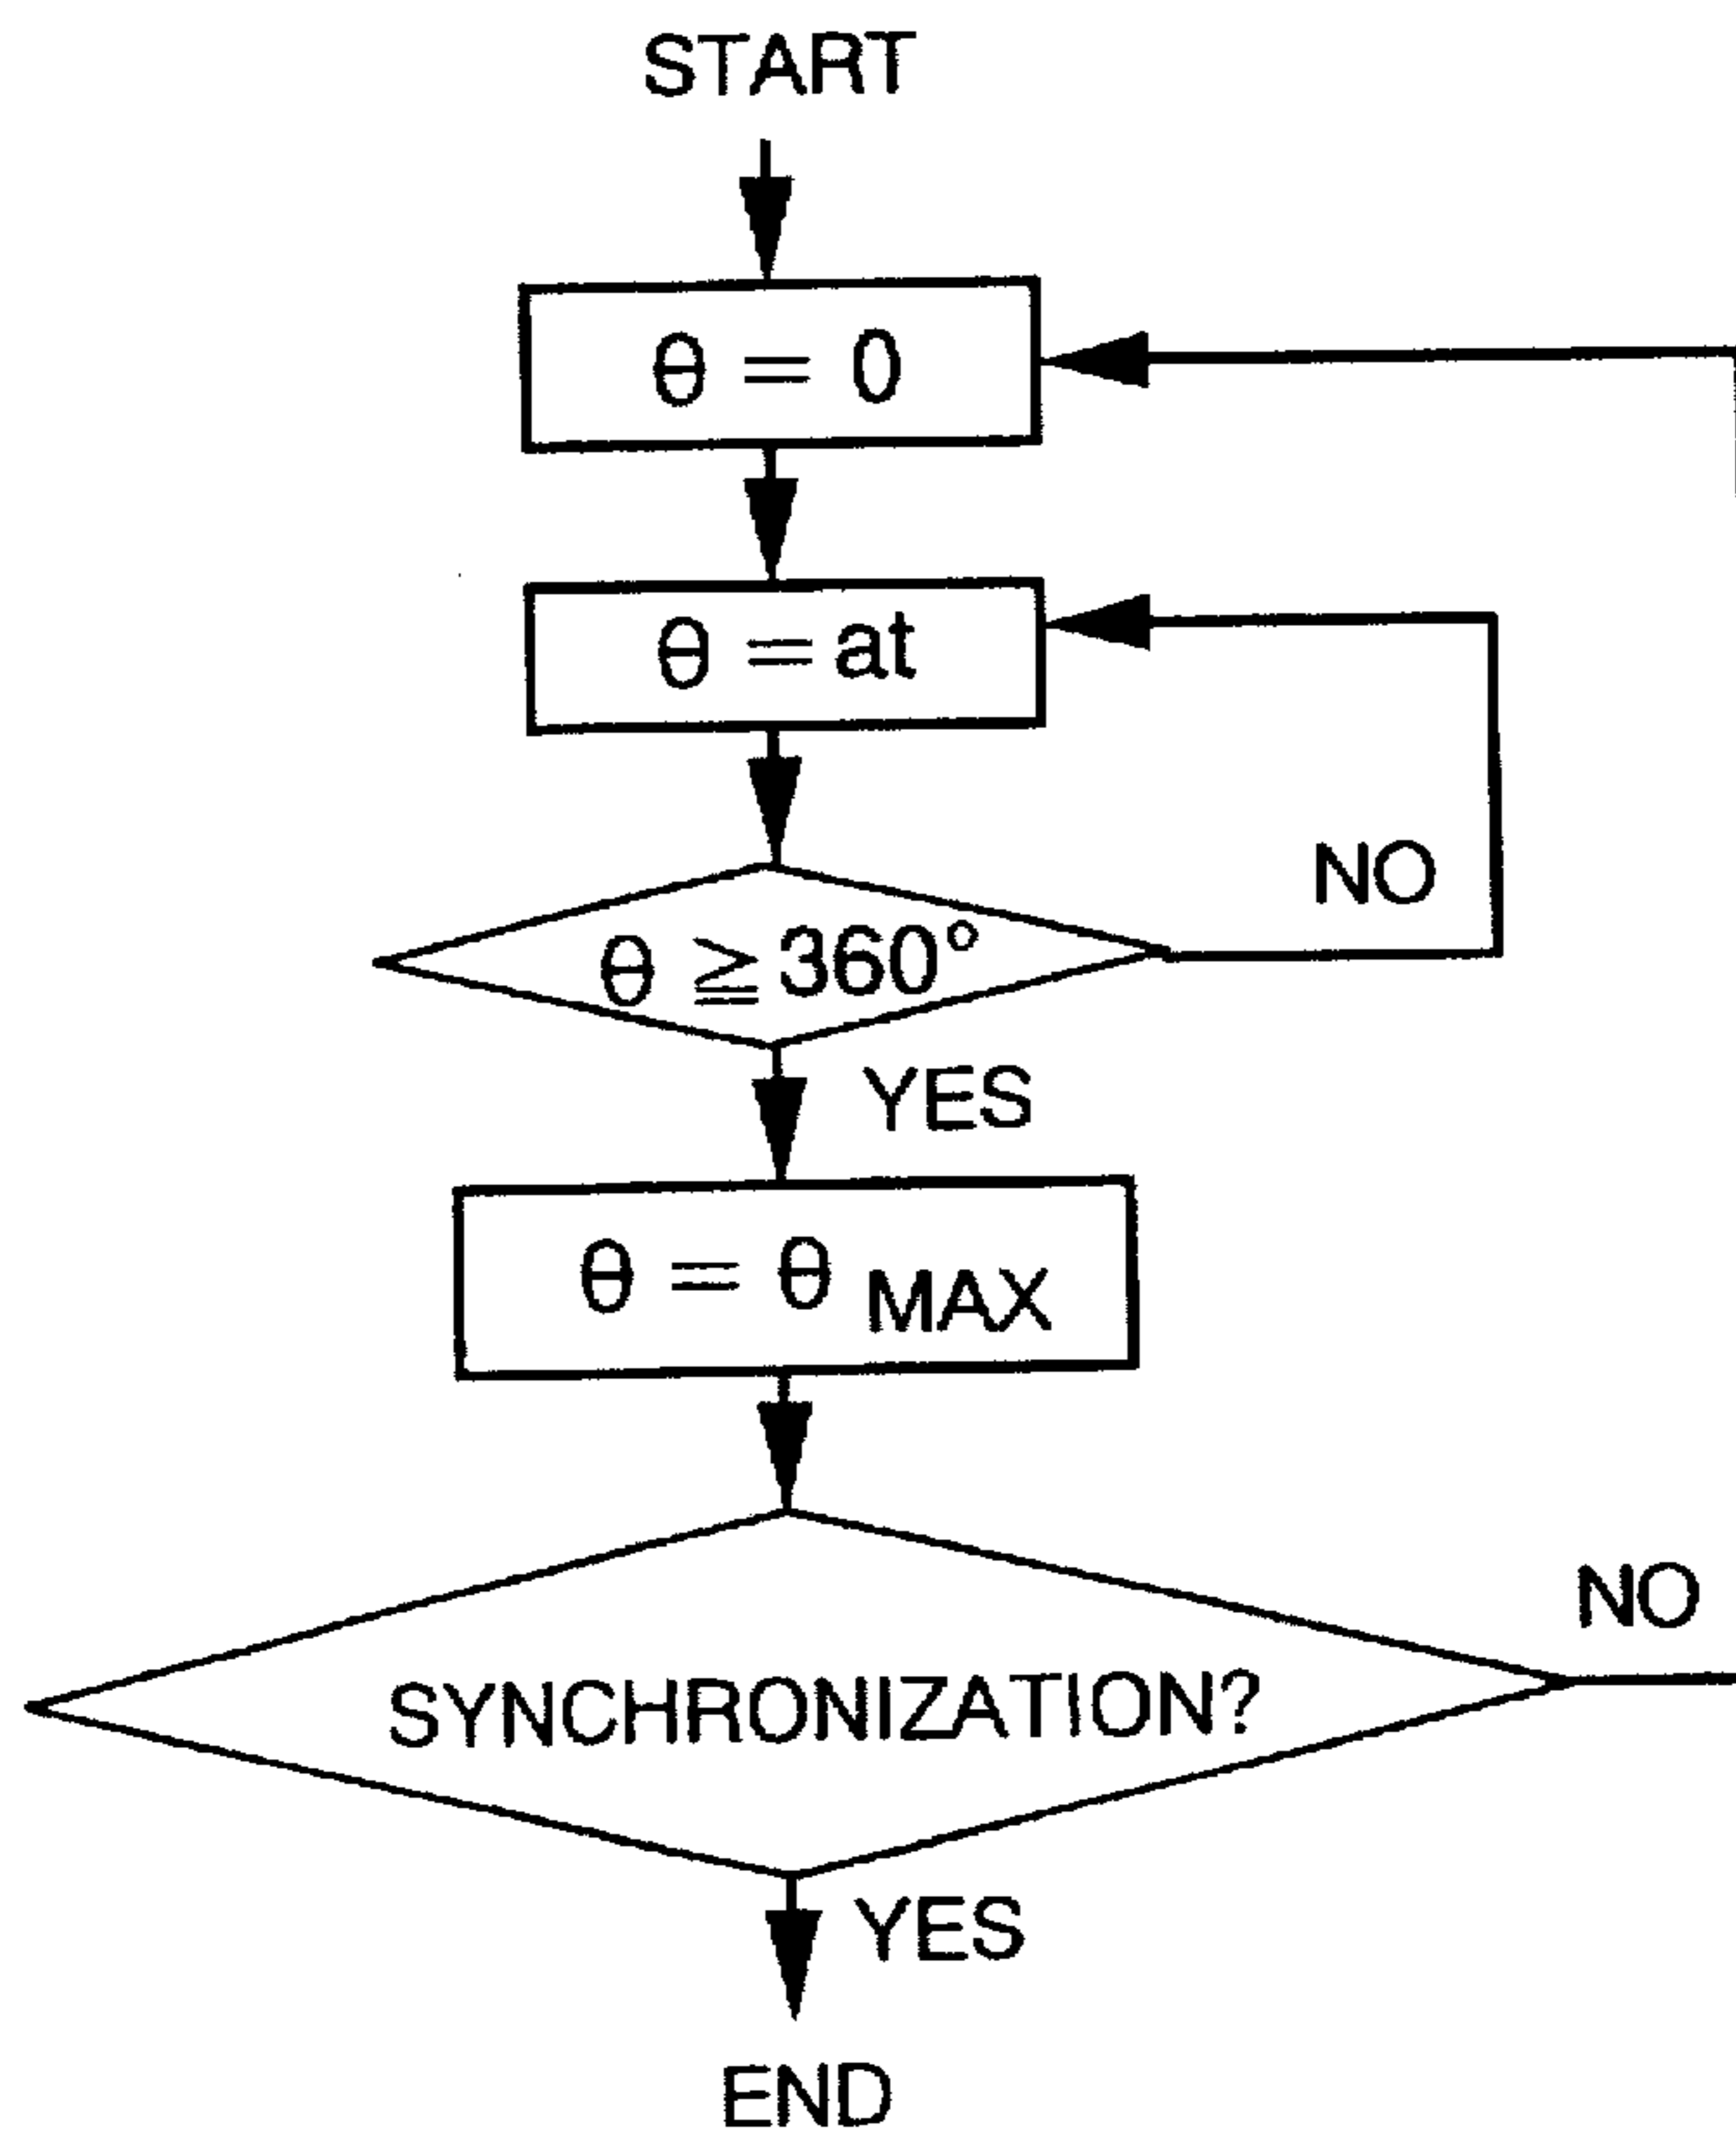 START
θ = 0
θ = at
NO
θ ≧ 360°
YES
θ = θ MAX
NO
SYNCHRONIZATION?
YES
END